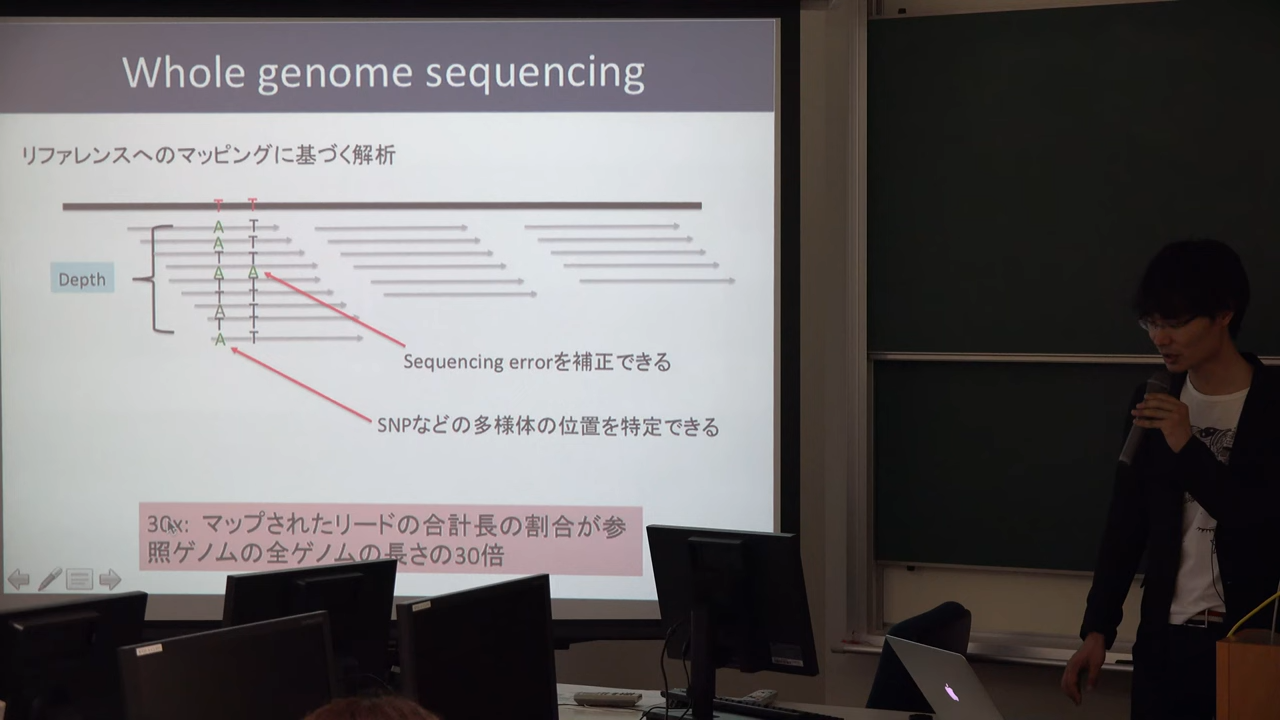 Whole genome sequencing
リファレンスへのマッピングに基づく解析
T T
A T
A T
T T
A A
T T
A T
T T
A T
Depth
Sequencing errorを補正できる
SNPなどの多様体の位置を特定できる
30x: マップされたリードの合計長の割合が参
照ゲノムの全ゲノムの長さの30倍